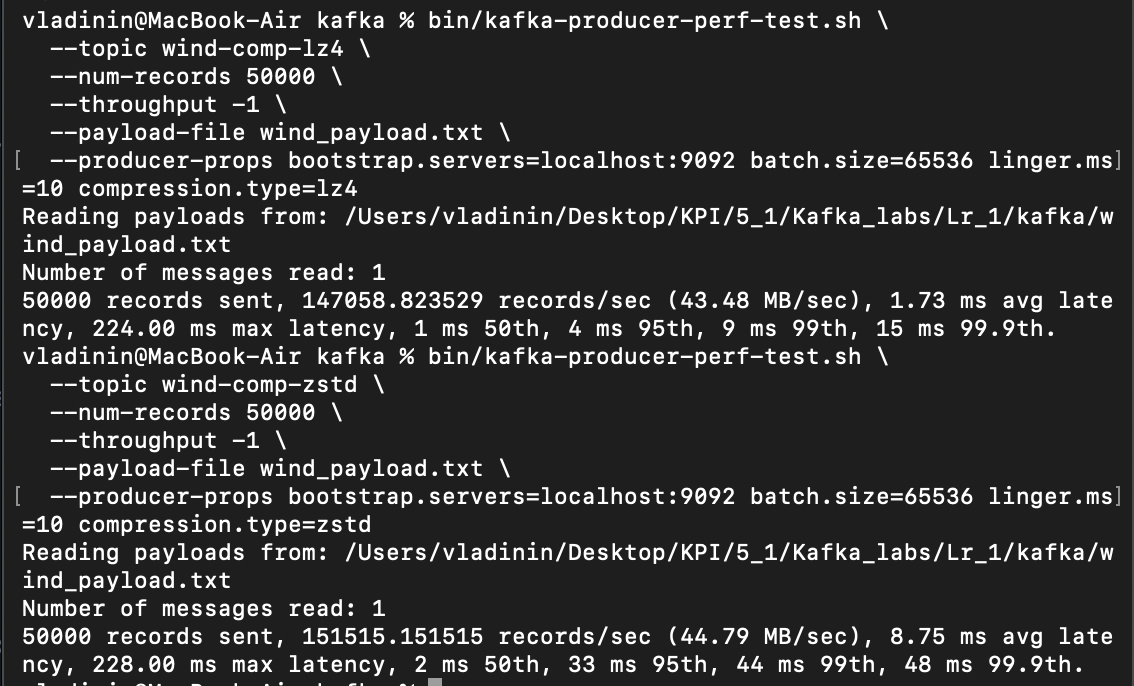 vladinin@MacBook-Air kafka % bin/kafka-producer-perf-test.sh \
  --topic wind-comp-lz4 \
  --num-records 50000 \
  --throughput -1 \
  --payload-file wind_payload.txt \
[  --producer-props bootstrap.servers=localhost:9092 batch.size=65536 linger.ms]
=10 compression.type=lz4
Reading payloads from: /Users/vladinin/Desktop/KPI/5_1/Kafka_labs/Lr_1/kafka/w
ind_payload.txt
Number of messages read: 1
50000 records sent, 147058.823529 records/sec (43.48 MB/sec), 1.73 ms avg late
ncy, 224.00 ms max latency, 1 ms 50th, 4 ms 95th, 9 ms 99th, 15 ms 99.9th.
vladinin@MacBook-Air kafka % bin/kafka-producer-perf-test.sh \
  --topic wind-comp-zstd \
  --num-records 50000 \
  --throughput -1 \
  --payload-file wind_payload.txt \
[  --producer-props bootstrap.servers=localhost:9092 batch.size=65536 linger.ms]
=10 compression.type=zstd
Reading payloads from: /Users/vladinin/Desktop/KPI/5_1/Kafka_labs/Lr_1/kafka/w
ind_payload.txt
Number of messages read: 1
50000 records sent, 151515.151515 records/sec (44.79 MB/sec), 8.75 ms avg late
ncy, 228.00 ms max latency, 2 ms 50th, 33 ms 95th, 44 ms 99th, 48 ms 99.9th.
vladinin@MacBook-Air kafka %